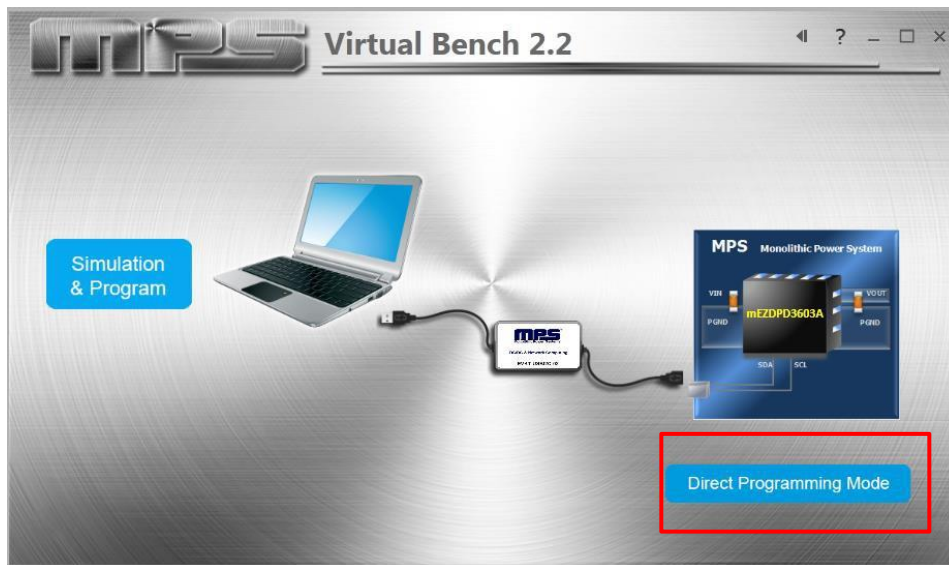 MPS
Virtual Bench 2.2
?
Simulation
& Program
MPS Monolithic Power System
VIN
VOUT
mEZDPD3603A
PGND
PGND
SDA SCL
MPS
Direct Programming Mode